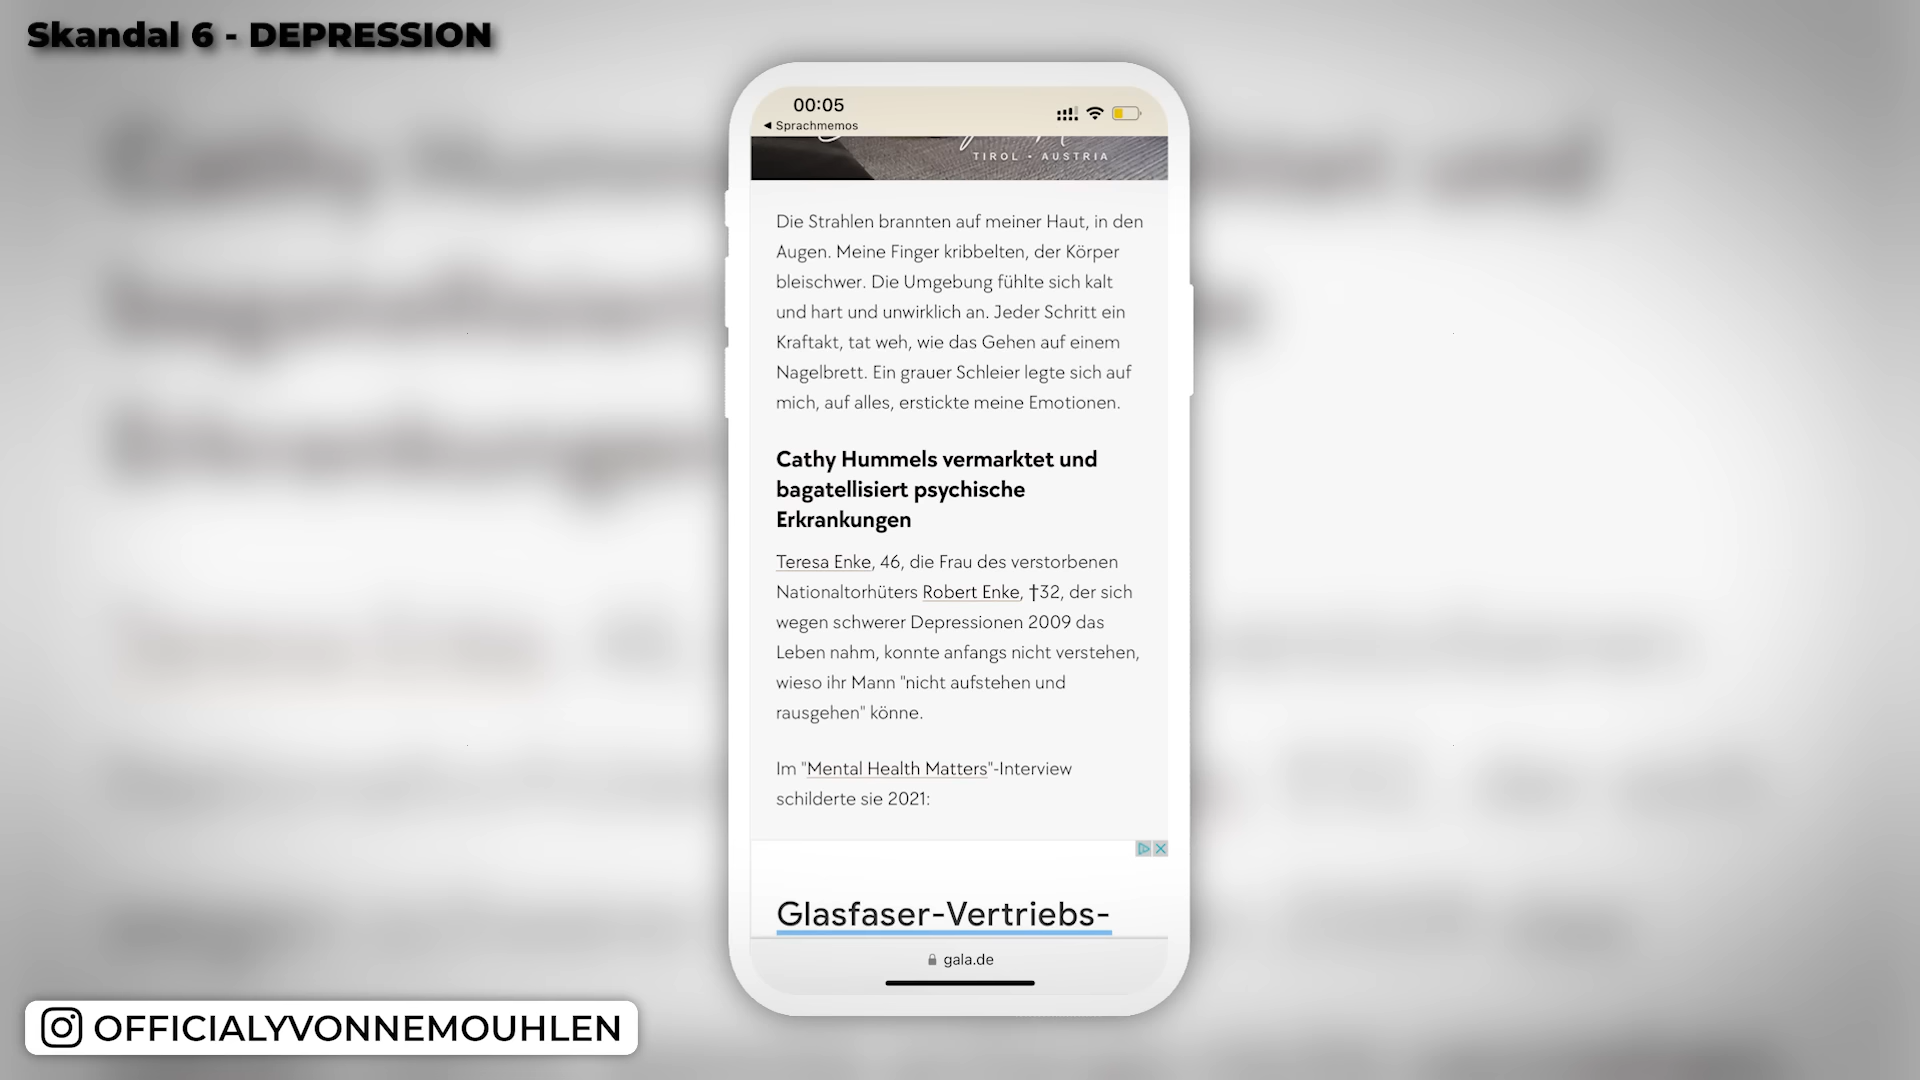 Skandal 6 - DEPRESSION
00:05
◀ Sprachmemos
TIROL • AUSTRIA
Die Strahlen brannten auf meiner Haut, in den
Augen. Meine Finger kribbelten, der Körper
bleischwer. Die Umgebung fühlte sich kalt
und hart und unwirklich an. Jeder Schritt ein
Kraftakt, tat weh, wie das Gehen auf einem
Nagelbrett. Ein grauer Schleier legte sich auf
mich, auf alles, erstickte meine Emotionen.
Cathy Hummels vermarktet und
bagatellisiert psychische
Erkrankungen
Teresa Enke, 46, die Frau des verstorbenen
Nationaltorhüters Robert Enke, †32, der sich
wegen schwerer Depressionen 2009 das
Leben nahm, konnte anfangs nicht verstehen,
wieso ihr Mann "nicht aufstehen und
rausgehen" könne.
Im "Mental Health Matters"-Interview
schilderte sie 2021:
Glasfaser-Vertriebs-
gala.de
OFFICIALYVONNEMOUHLEN